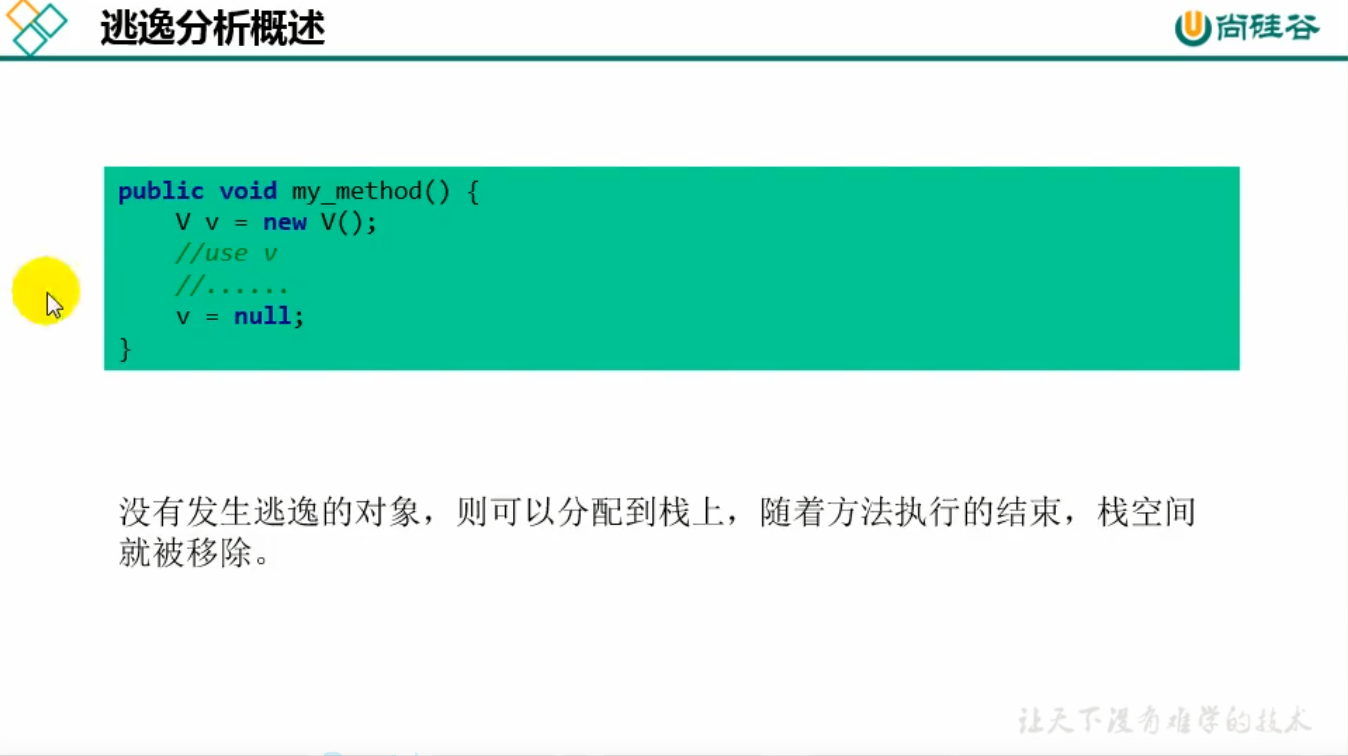 逃逸分析概述
尚硅谷
public void my_method() {
V v = new V();
//use v
//......
v = null;
}
没有发生逃逸的对象，则可以分配到栈上，随着方法执行的结束，栈空间
就被移除。
让天下没有难学的技术